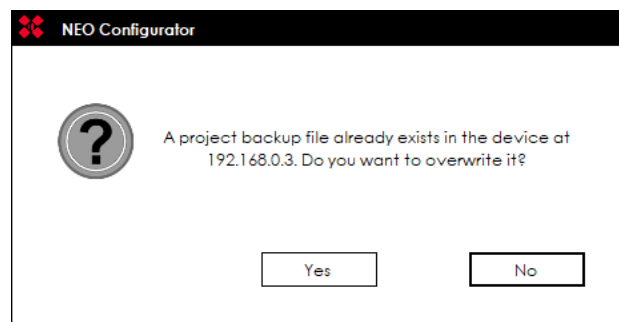 NEO Configurator
A project backup file already exists in the device at
192.168.0.3. Do you want to overwrite it?
Yes
No